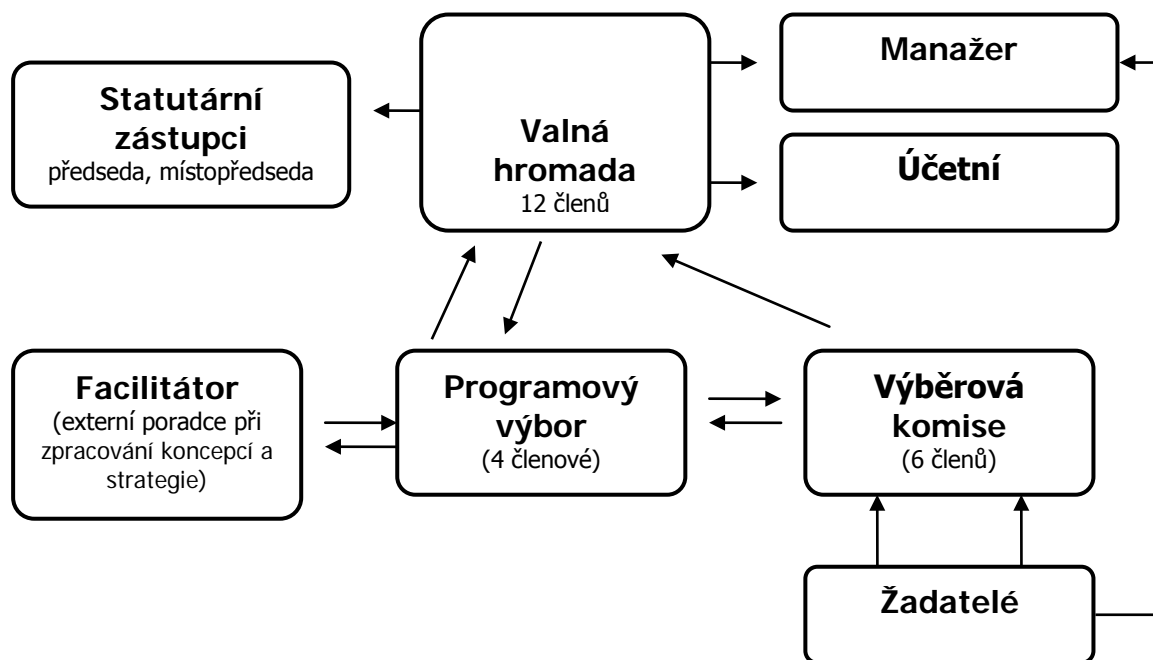 Statutární
zástupci
předseda, místopředseda
Valná
hromada
12 členů
Manažer
Účetní
Facilitátor
(externí poradce při
zpracování koncepcí a
strategie)
Programový
výbor
(4 členové)
Výběrová
komise
(6 členů)
Žadatelé